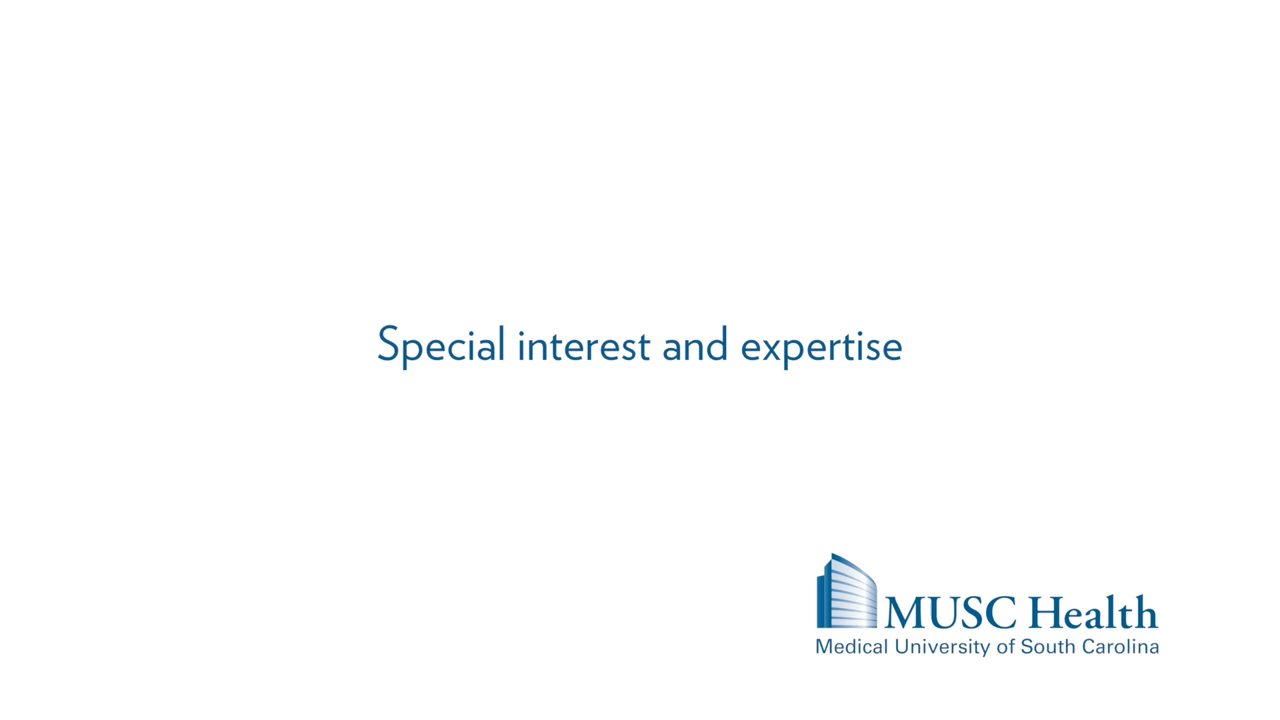 Special interest and expertise
MUSC Health
Medical University of South Carolina